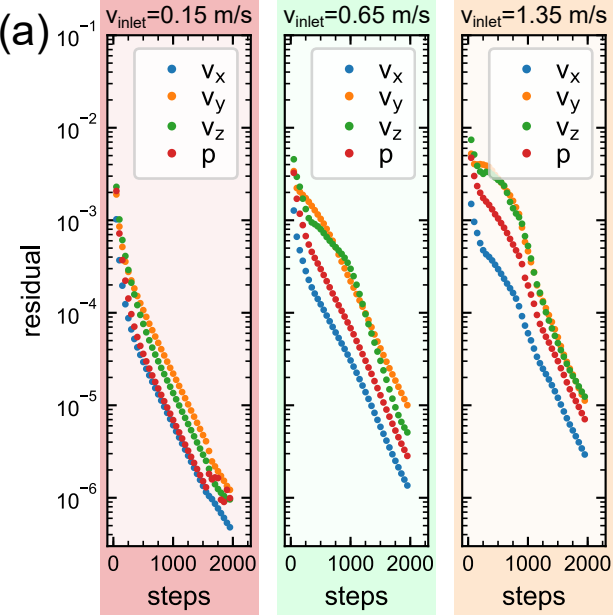 (a)
v_inlet=0.15 m/s v_inlet=0.65 m/s v_inlet=1.35 m/s
10⁻¹
10⁻²
10⁻³
10⁻⁴
10⁻⁵
10⁻⁶
residual
v_x
v_y
v_z
p
v_x
v_y
v_z
p
v_x
v_y
v_z
p
0 1000 2000 0 1000 2000 0 1000 2000
steps steps steps